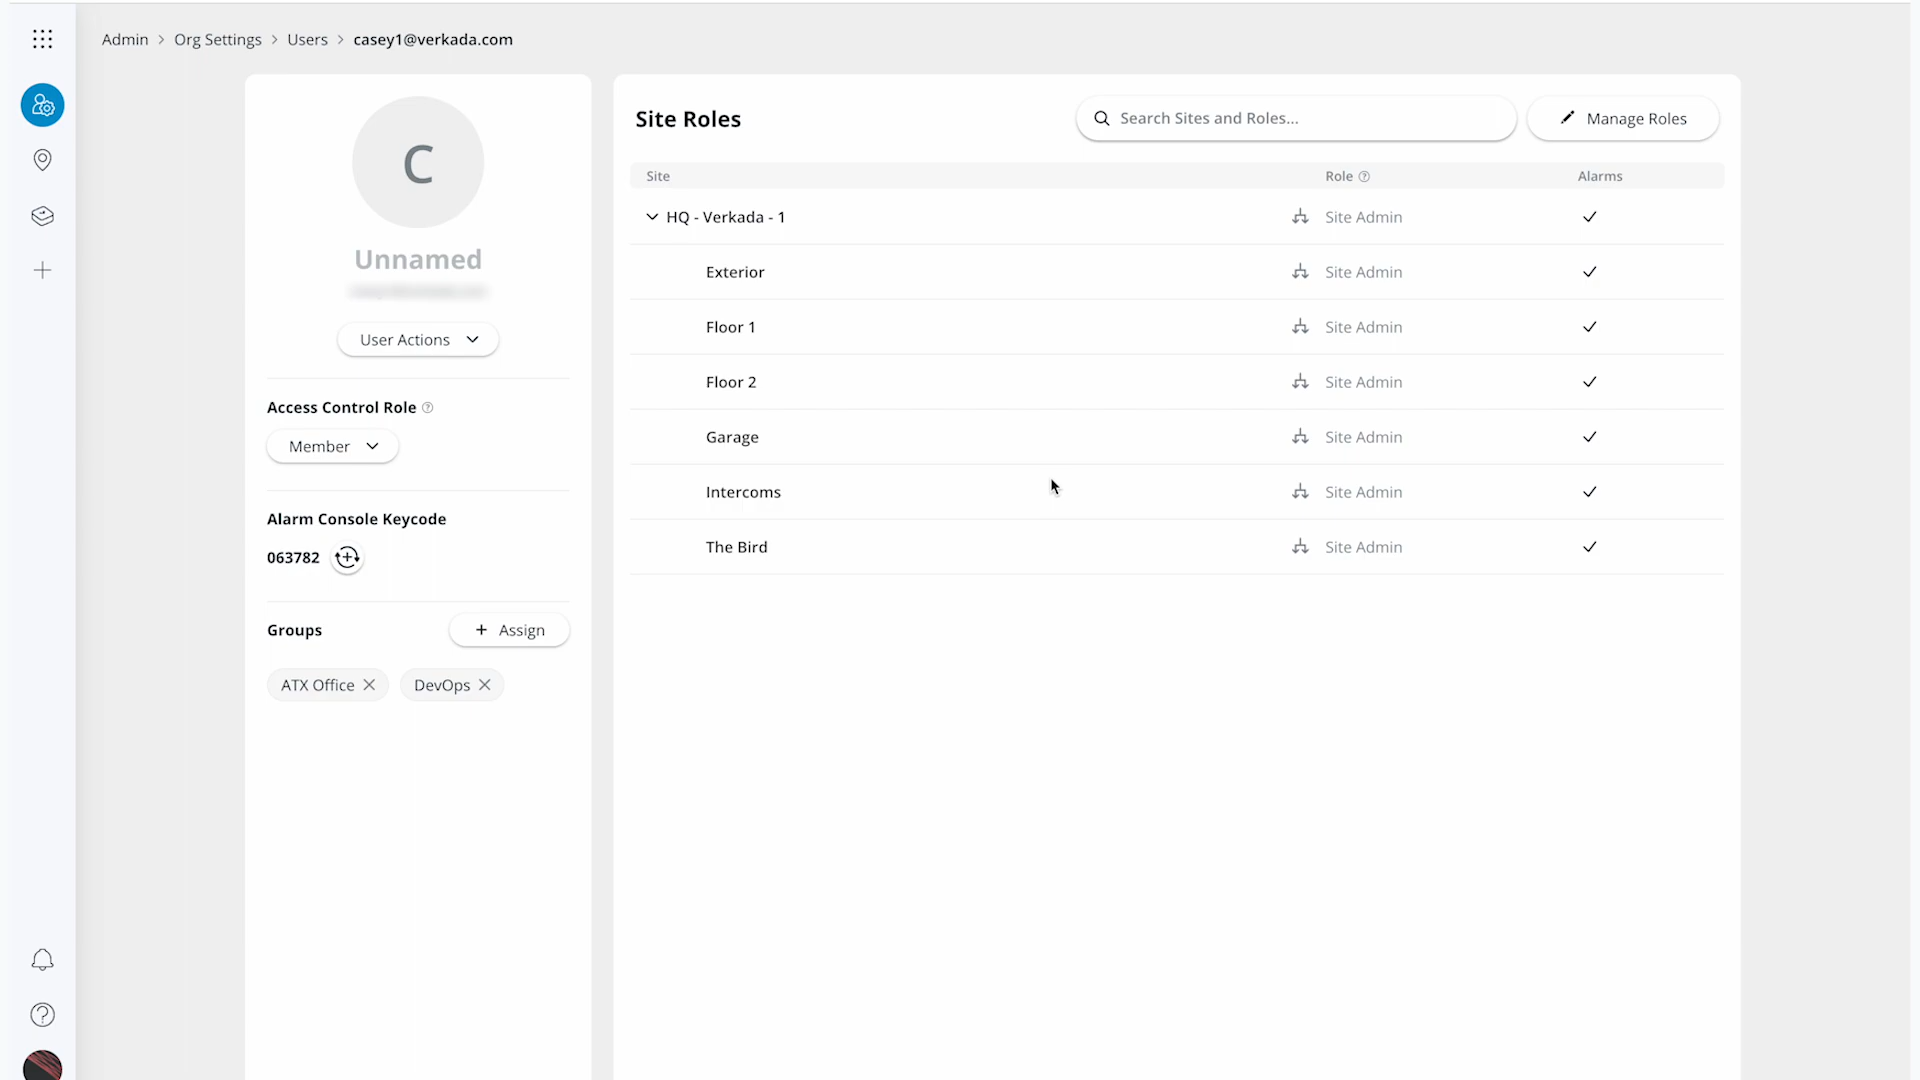 Admin > Org Settings > Users > casey1@verkada.com
C
Unnamed
User Actions
Access Control Role
Member
Alarm Console Keycode
063782
Groups
+ Assign
ATX Office
DevOps
Site Roles
Search Sites and Roles...
Manage Roles
Site Role Alarms
HQ - Verkada - 1 Site Admin
Exterior Site Admin
Floor 1 Site Admin
Floor 2 Site Admin
Garage Site Admin
Intercoms Site Admin
The Bird Site Admin